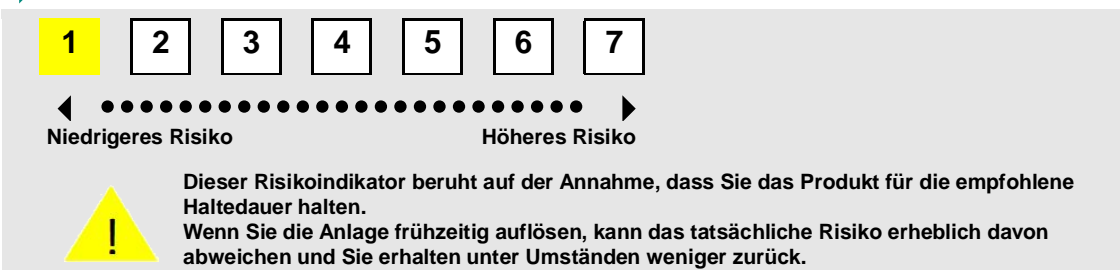 1 2 3 4 5 6 7
Niedrigeres Risiko Höheres Risiko
Dieser Risikoindikator beruht auf der Annahme, dass Sie das Produkt für die empfohlene
Haltedauer halten.
Wenn Sie die Anlage frühzeitig auflösen, kann das tatsächliche Risiko erheblich davon
abweichen und Sie erhalten unter Umständen weniger zurück.
!